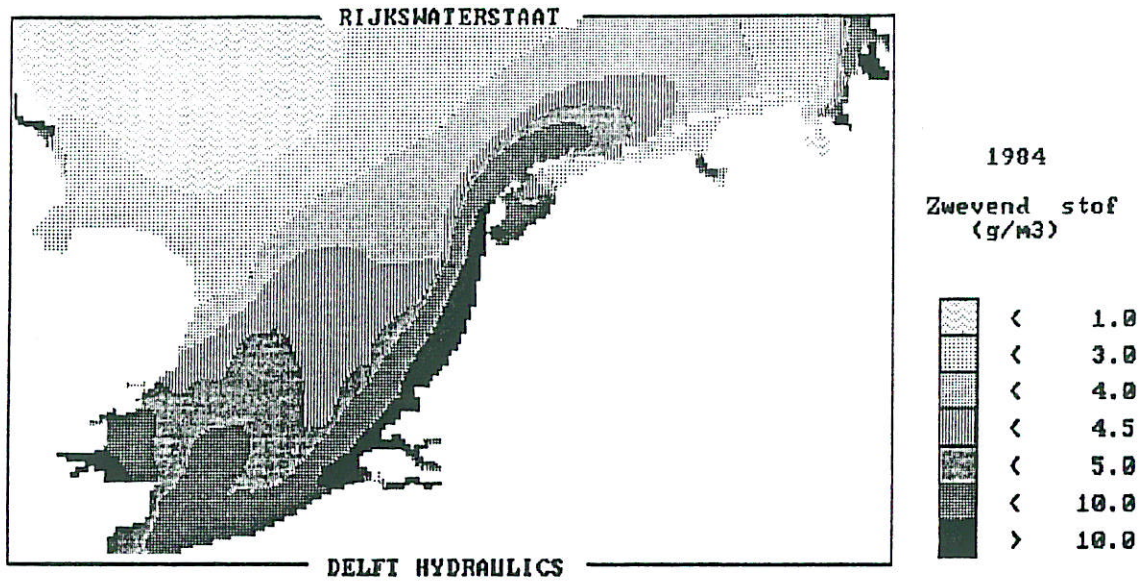 RIJKSWATERSTAAT
1984
Zwevend stof
(g/m3)
< 1.0
< 3.0
< 4.0
< 4.5
< 5.0
< 10.0
> 10.0
DELFT HYDRAULICS